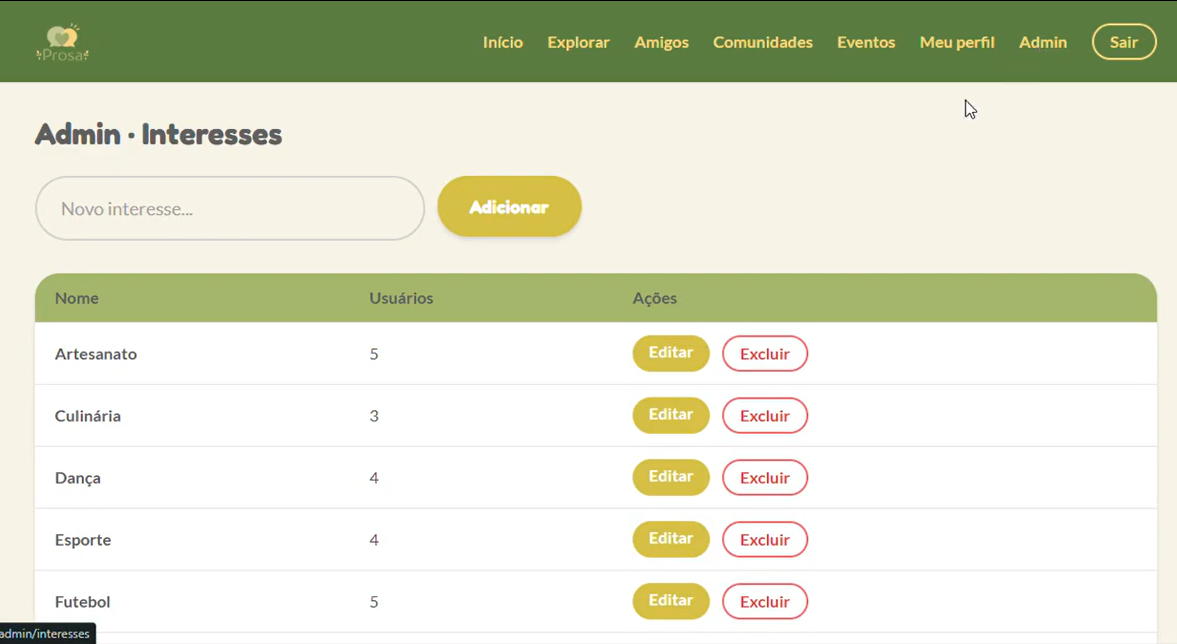 Prosa
Início Explorar Amigos Comunidades Eventos Meu perfil Admin Sair
Admin · Interesses
Novo interesse... Adicionar
Nome Usuários Ações
Artesanato 5 Editar Excluir
Culinária 3 Editar Excluir
Dança 4 Editar Excluir
Esporte 4 Editar Excluir
Futebol 5 Editar Excluir
admin/interesses